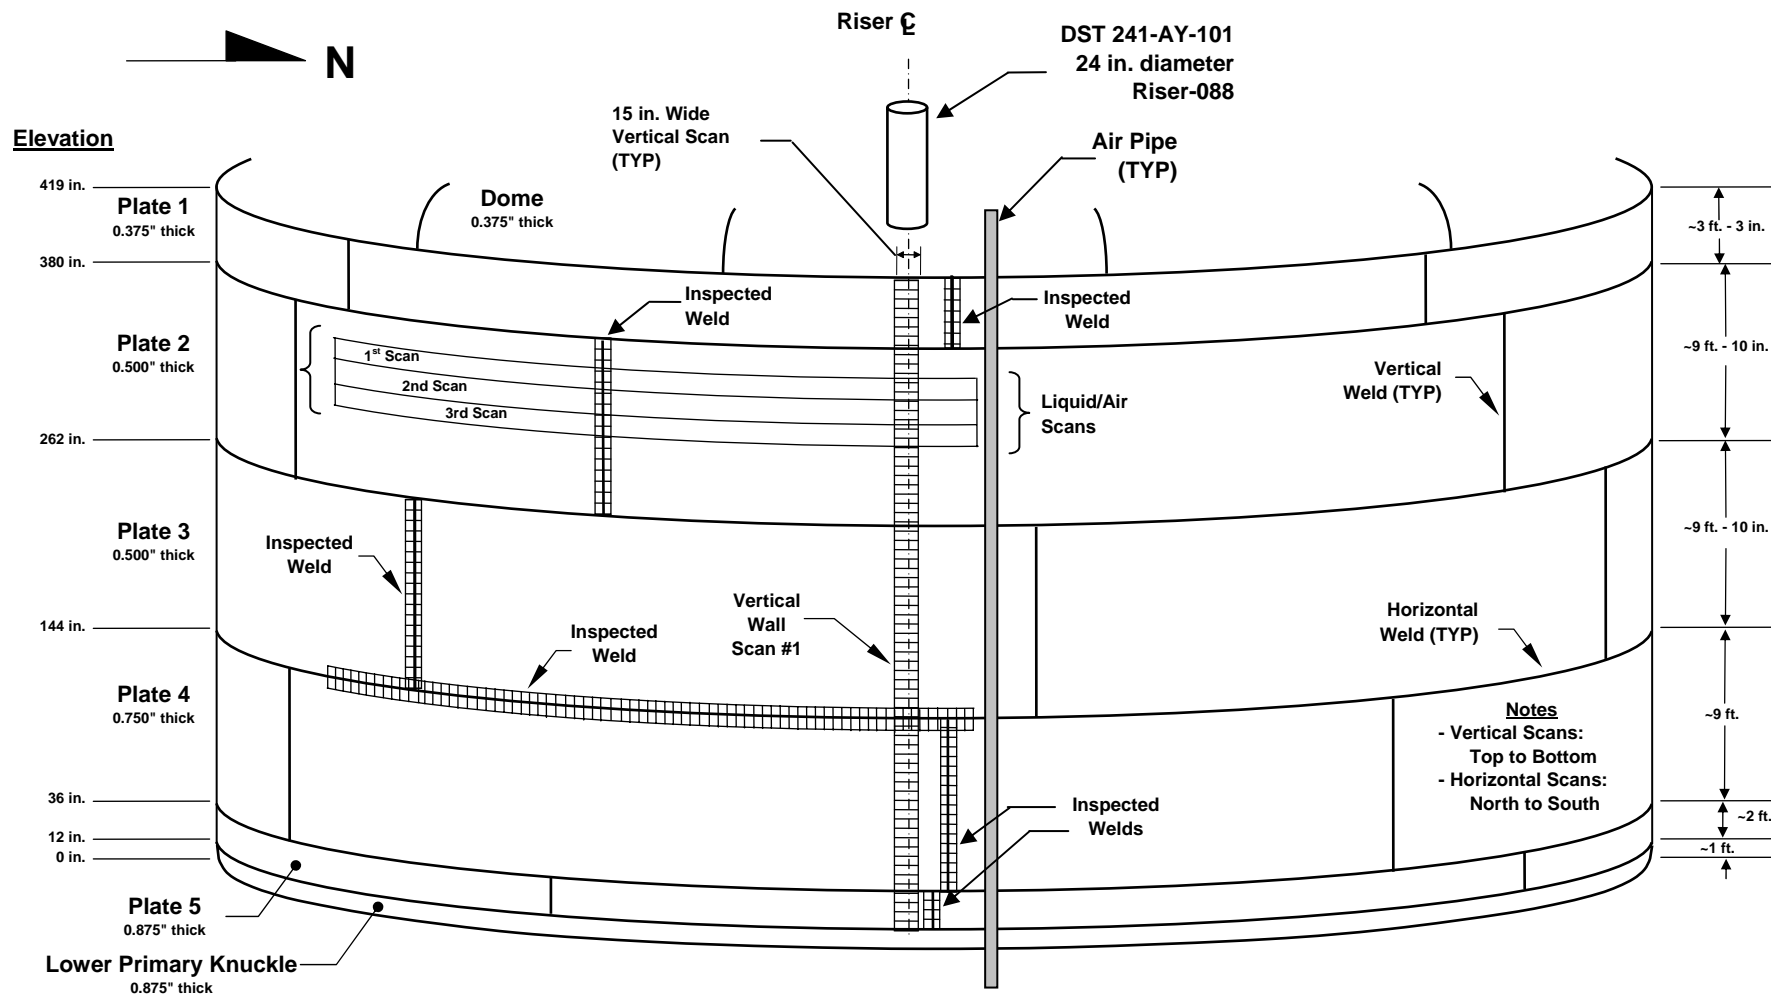 Riser ℄
N
DST 241-AY-101
24 in. diameter
Riser-088
15 in. Wide
Vertical Scan
(TYP)
Air Pipe
(TYP)
Elevation
419 in.
Plate 1
0.375" thick
Dome
0.375" thick
~3 ft. - 3 in.
380 in.
Inspected
Weld
Inspected
Weld
Plate 2
0.500" thick
1st Scan
2nd Scan
3rd Scan
Liquid/Air
Scans
Vertical
Weld (TYP)
~9 ft. - 10 in.
262 in.
Plate 3
0.500" thick
Inspected
Weld
~9 ft. - 10 in.
Vertical
Wall
Scan #1
Inspected
Weld
Horizontal
Weld (TYP)
144 in.
Plate 4
0.750" thick
Notes
- Vertical Scans:
Top to Bottom
- Horizontal Scans:
North to South
~9 ft.
36 in.
Inspected
Welds
~2 ft.
12 in.
~1 ft.
0 in.
Plate 5
0.875" thick
Lower Primary Knuckle
0.875" thick